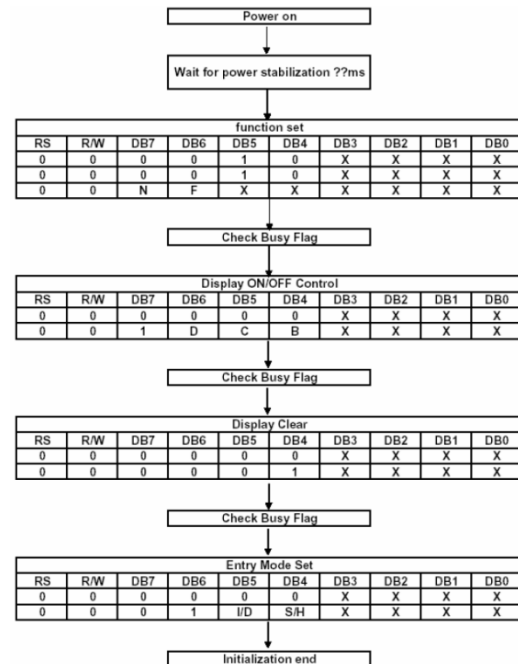 Power on
Wait for power stabilization ??ms
function set
RS R/W DB7 DB6 DB5 DB4 DB3 DB2 DB1 DB0
0 0 0 0 1 0 X X X X
0 0 0 0 1 0 X X X X
0 0 N F X X X X X X
Check Busy Flag
Display ON/OFF Control
RS R/W DB7 DB6 DB5 DB4 DB3 DB2 DB1 DB0
0 0 0 0 0 0 X X X X
0 0 1 D C B X X X X
Check Busy Flag
Display Clear
RS R/W DB7 DB6 DB5 DB4 DB3 DB2 DB1 DB0
0 0 0 0 0 0 X X X X
0 0 0 0 0 1 X X X X
Check Busy Flag
Entry Mode Set
RS R/W DB7 DB6 DB5 DB4 DB3 DB2 DB1 DB0
0 0 0 0 0 0 X X X X
0 0 0 1 I/D S/H X X X X
Initialization end